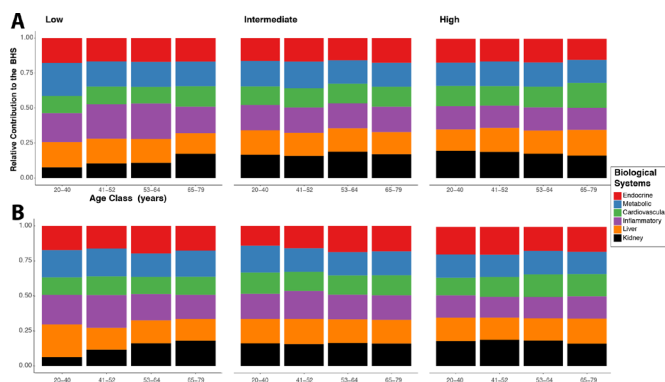 A
Low
Intermediate
High
Relative Contribution to the BHS
1.00
0.75
0.50
0.25
0.00
20–40 41–52 53–64 65–79
20–40 41–52 53–64 65–79
20–40 41–52 53–64 65–79
Age Class (years)
Biological
Systems
Endocrine
Metabolic
Cardiovascular
Inflammatory
Liver
Kidney
B
1.00
0.75
0.50
0.25
0.00
20–40 41–52 53–64 65–79
20–40 41–52 53–64 65–79
20–40 41–52 53–64 65–79